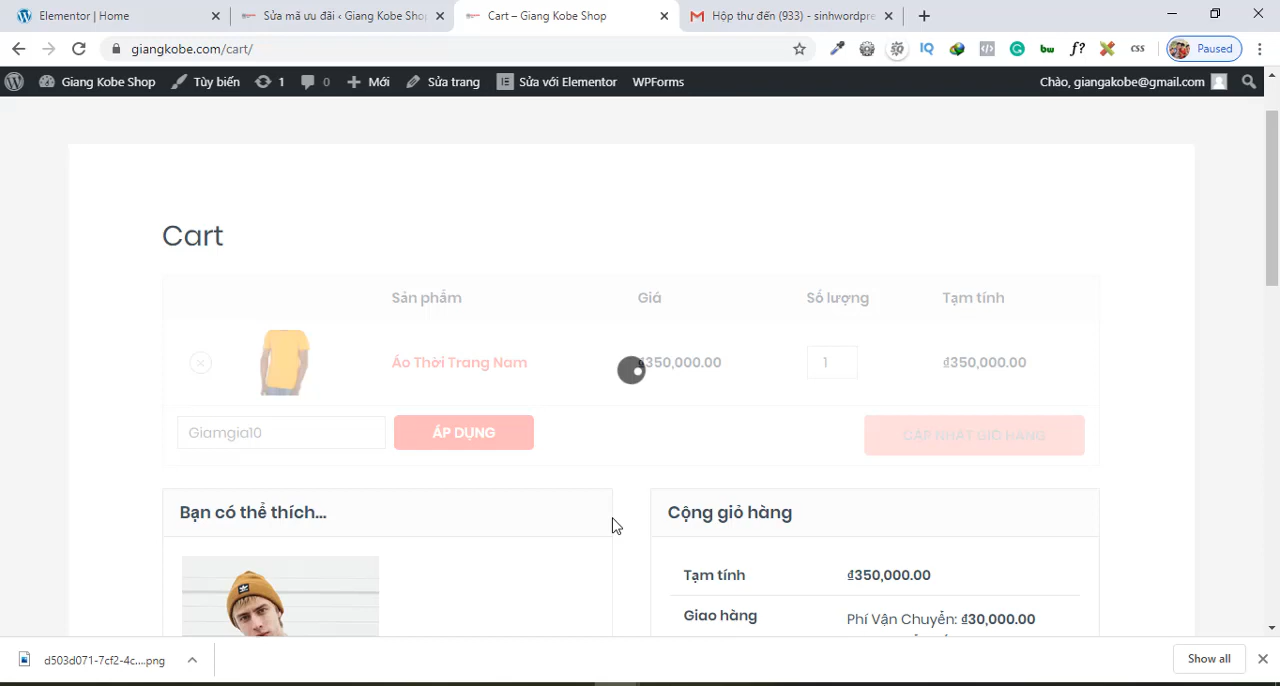 Elementor | Home
Sửa mã ưu đãi ‹ Giang Kobe Shop
Cart – Giang Kobe Shop
Hộp thư đến (933) - sinhwordpre
giangkobe.com/cart/
IQ
bw
f?
css
Paused
Giang Kobe Shop
Tùy biến
1
0
Mới
Sửa trang
Sửa với Elementor
WPForms
Chào, giangakobe@gmail.com
Cart
Sản phẩm
Giá
Số lượng
Tạm tính
Áo Thời Trang Nam
₫350,000.00
1
₫350,000.00
Giamgia10
ÁP DỤNG
CẬP NHẬT GIỎ HÀNG
Bạn có thể thích…
Cộng giỏ hàng
Tạm tính
₫350,000.00
Giao hàng
Phí Vận Chuyển: ₫30,000.00
d503d071-7cf2-4c....png
Show all